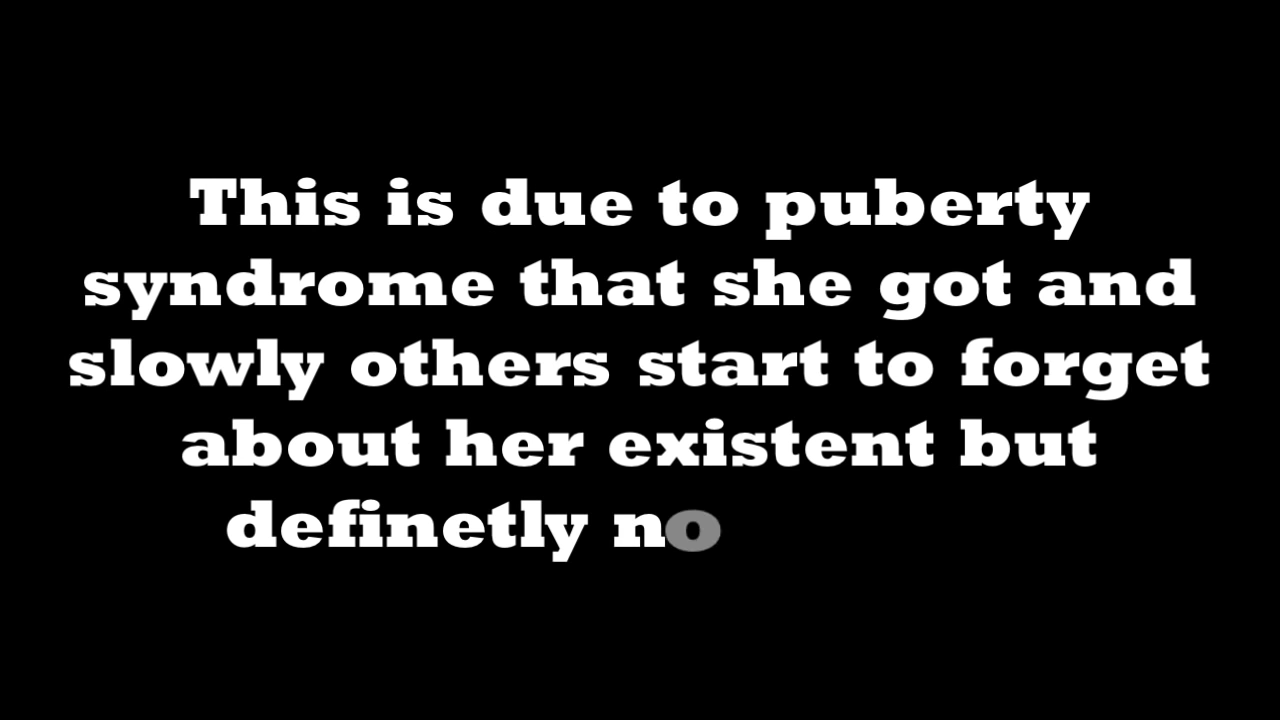 This is due to puberty
syndrome that she got and
slowly others start to forget
about her existent but
definetly no